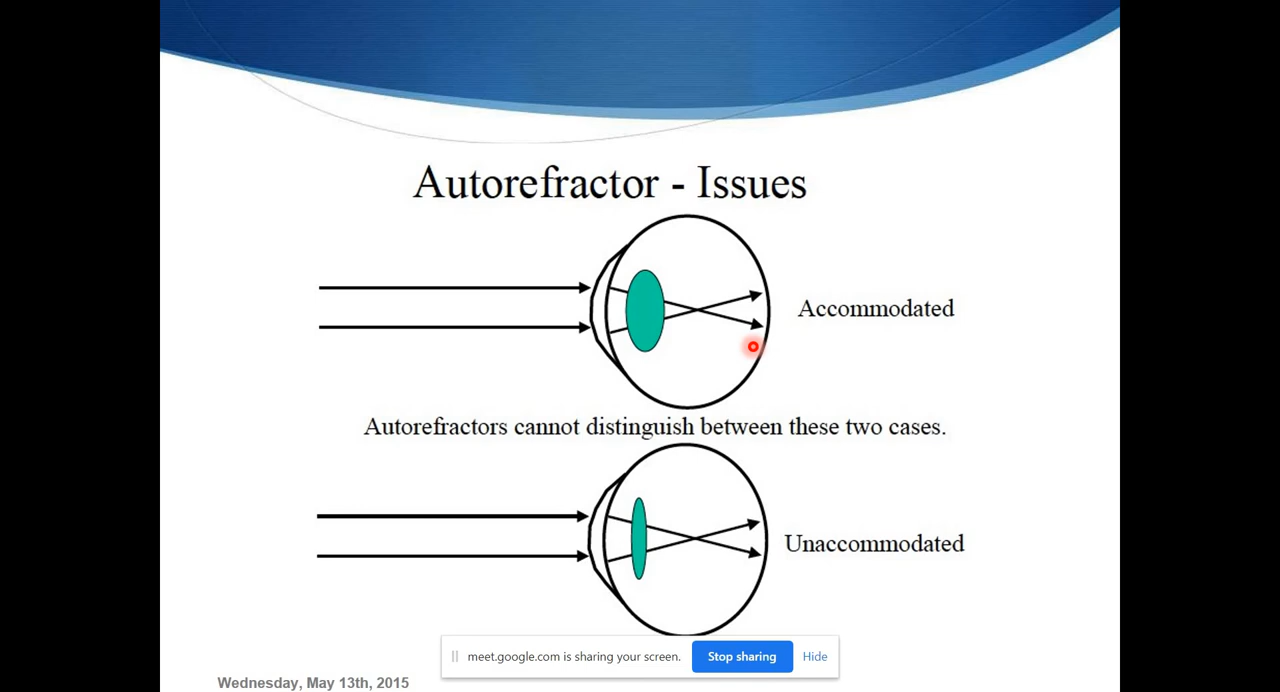 Autorefractor - Issues
Accommodated
Autorefractors cannot distinguish between these two cases.
Unaccommodated
meet.google.com is sharing your screen. Stop sharing Hide
Wednesday, May 13th, 2015